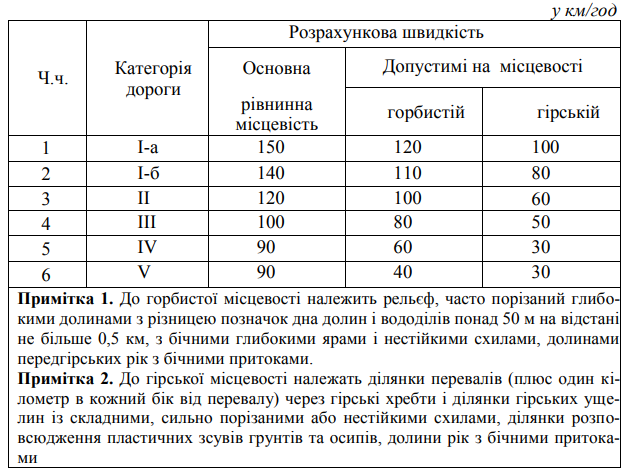 у км/год
Ч.ч.
Категорія
дороги
Розрахункова швидкість
Основна
рівнинна
місцевість
Допустимі на місцевості
горбистій
гірській
1 І-а 150 120 100
2 І-б 140 110 80
3 ІІ 120 100 60
4 ІІІ 100 80 50
5 IV 90 60 30
6 V 90 40 30
Примітка 1. До горбистої місцевості належить рельєф, часто порізаний глибо-
кими долинами з різницею позначок дна долин і вододілів понад 50 м на відстані
не більше 0,5 км, з бічними глибокими ярами і нестійкими схилами, долинами
передгірських рік з бічними притоками.
Примітка 2. До гірської місцевості належать ділянки перевалів (плюс один кі-
лометр в кожний бік від перевалу) через гірські хребти і ділянки гірських уще-
лин із складними, сильно порізаними або нестійкими схилами, ділянки розпо-
всюдження пластичних зсувів грунтів та осипів, долини рік з бічними притока-
ми